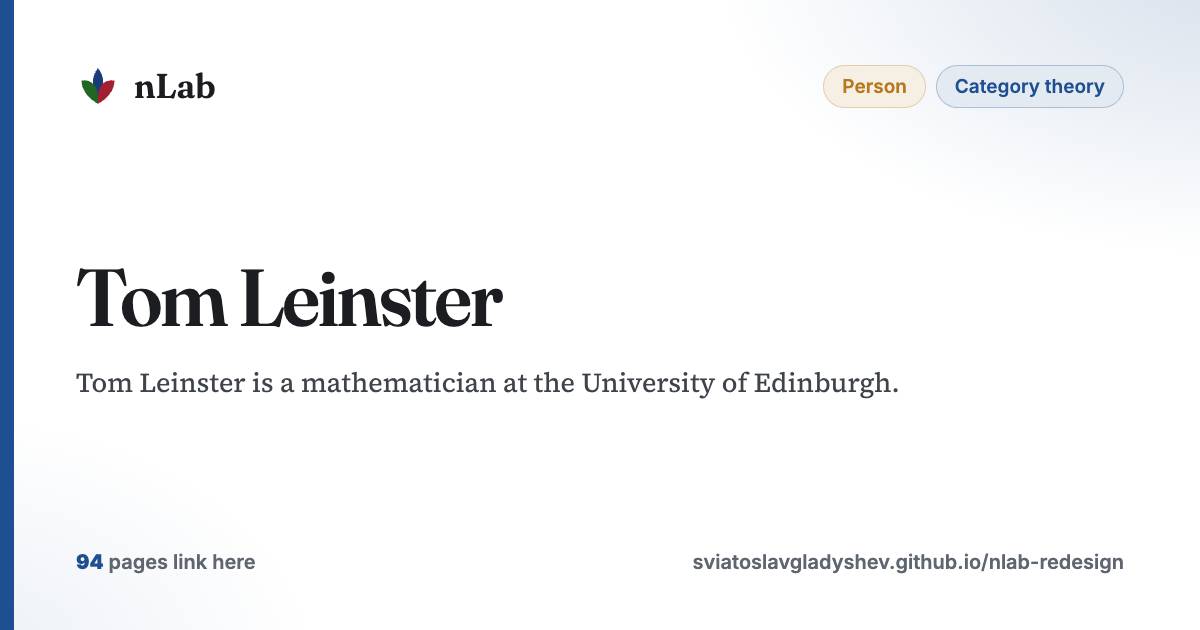 nLab
Person
Category theory
Tom Leinster
Tom Leinster is a mathematician at the University of Edinburgh.
94 pages link here
sviatoslavgladyshev.github.io/nlab-redesign